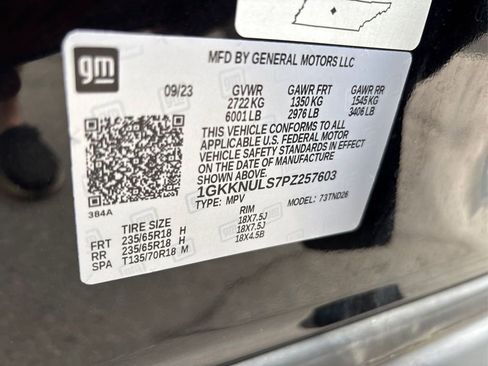 gm
MFD BY GENERAL MOTORS LLC
09/23 GVWR GAWR FRT GAWR RR
2722 KG 1350 KG 1545 KG
6001 LB 2976 LB 3406 LB
THIS VEHICLE CONFORMS TO ALL
APPLICABLE U.S. FEDERAL MOTOR
VEHICLE SAFETY STANDARDS IN EFFECT
ON THE DATE OF MANUFACTURE
SHOWN ABOVE.
1GKKNULS7PZ257603
384A TYPE: MPV MODEL: 73TND26
TIRE SIZE RIM
FRT 235/65R18 H 18X7.5J
RR 235/65R18 H 18X7.5J
SPA T135/70R18 M 18X4.5B